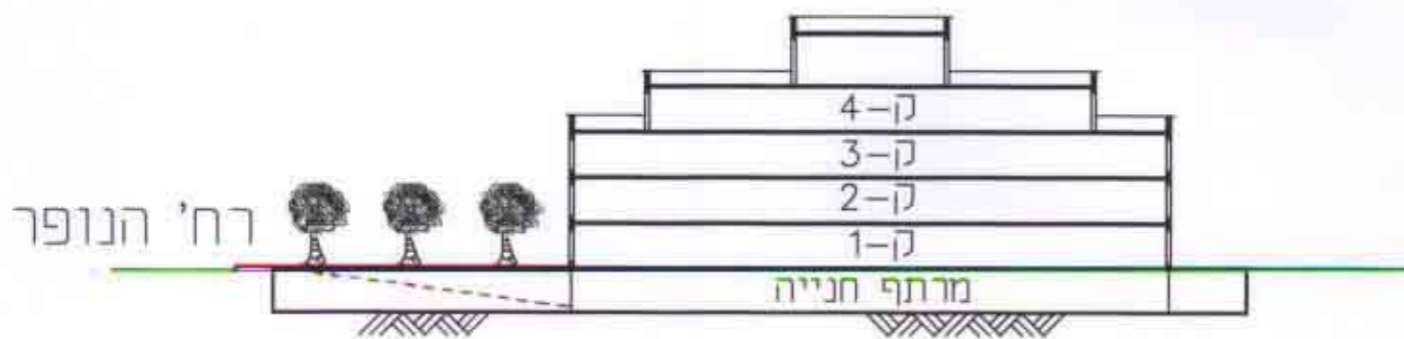 ק-4
ק-3
ק-2
רח' הנופר
ק-1
מרתף חנייה